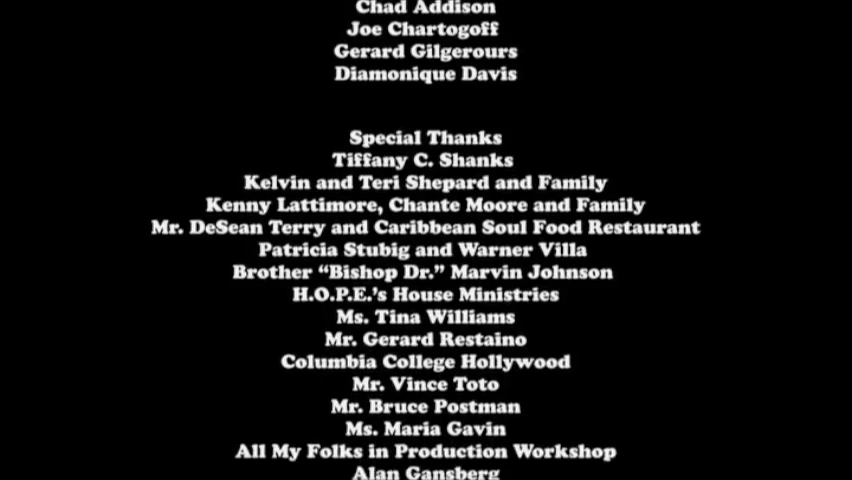 Chad Addison
Joe Chartogoff
Gerard Gilgerours
Diamonique Davis
Special Thanks
Tiffany C. Shanks
Kelvin and Teri Shepard and Family
Kenny Lattimore, Chante Moore and Family
Mr. DeSean Terry and Caribbean Soul Food Restaurant
Patricia Stubig and Warner Villa
Brother “Bishop Dr.” Marvin Johnson
H.O.P.E.’s House Ministries
Ms. Tina Williams
Mr. Gerard Restaino
Columbia College Hollywood
Mr. Vince Toto
Mr. Bruce Postman
Ms. Maria Gavin
All My Folks in Production Workshop
Alan Gansberg